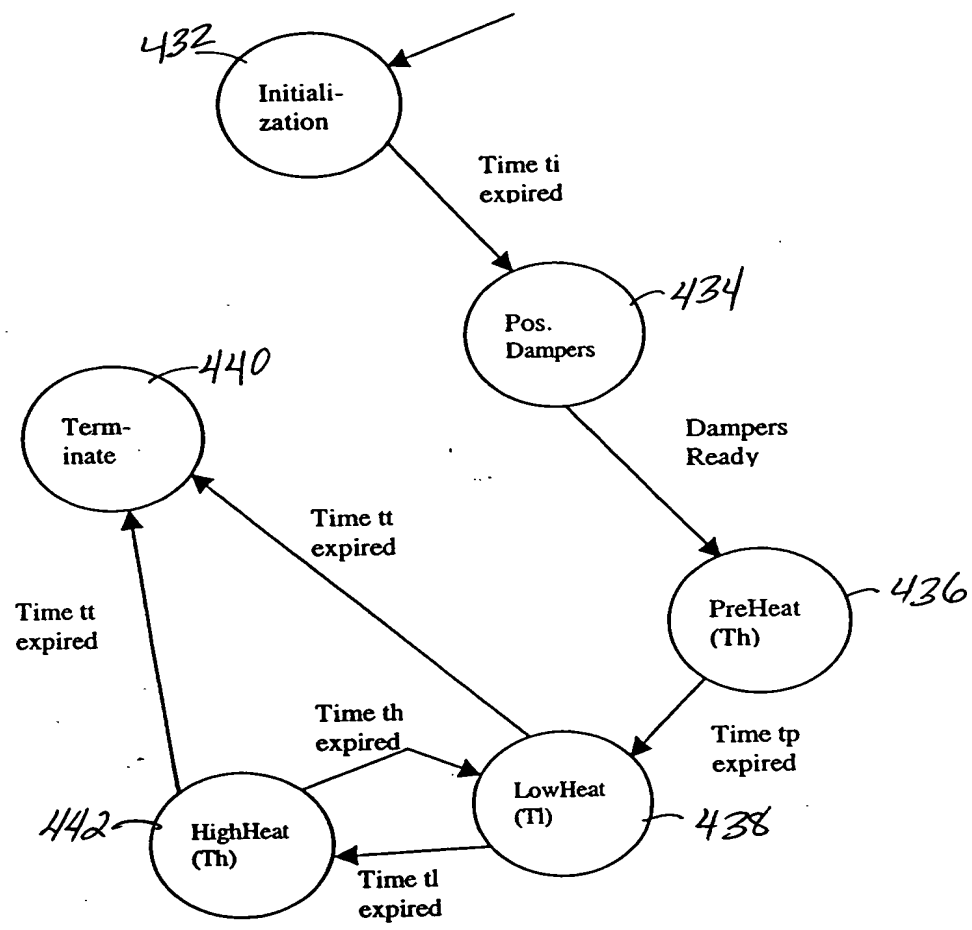 432
Initiali-
zation
Time ti
expired
434
Pos.
Dampers
440
Term-
inate
Dampers
Ready
Time tt
expired
436
PreHeat
(Th)
Time tt
expired
Time th
expired
Time tp
expired
LowHeat
(Tl)
438
442
HighHeat
(Th)
Time tl
expired